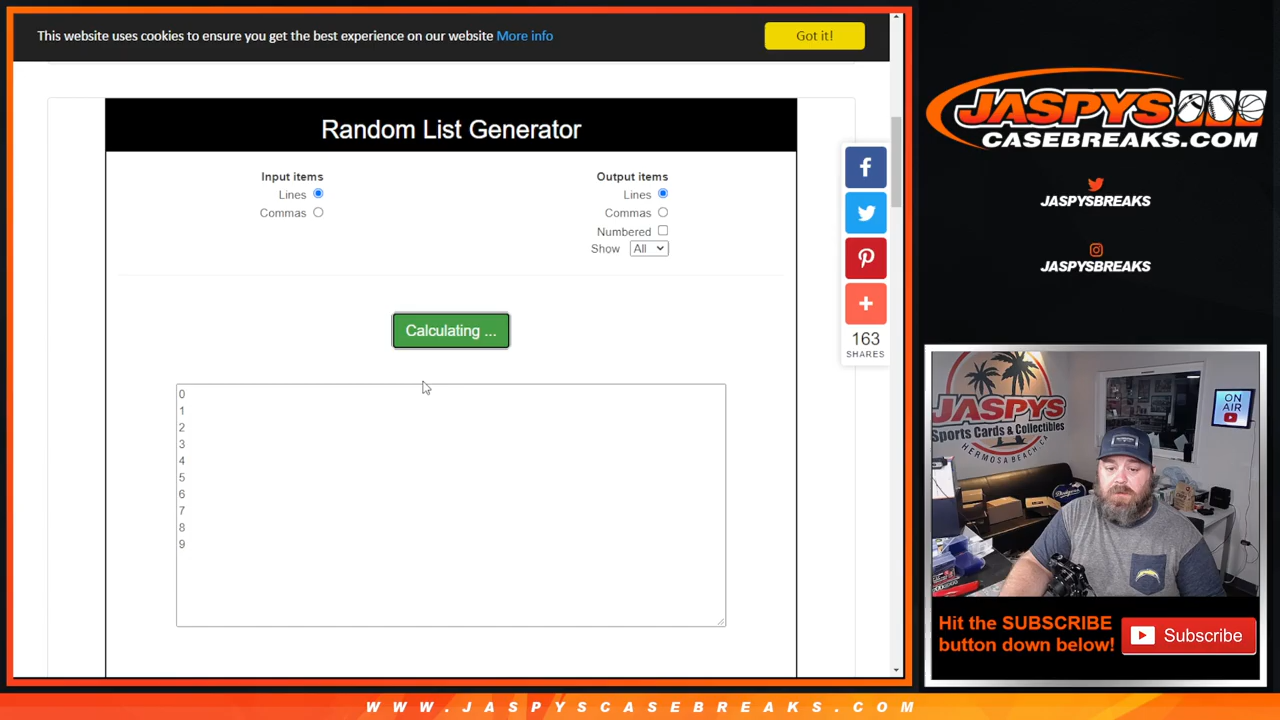 This website uses cookies to ensure you get the best experience on our website More info
Got it!
Random List Generator
Input items
Lines
Commas
Output items
Lines
Commas
Numbered
Show All
Calculating ...
0
1
2
3
4
5
6
7
8
9
163
SHARES
JASPYS
CASEBREAKS.COM
JASPYSBREAKS
JASPYSBREAKS
JASPYS
Sports Cards & Collectibles
HERMOSA BEACH, CA
ON
AIR
Dodgers
Hit the SUBSCRIBE
button down below!
Subscribe
WWW.JASPYSCASEBREAKS.COM